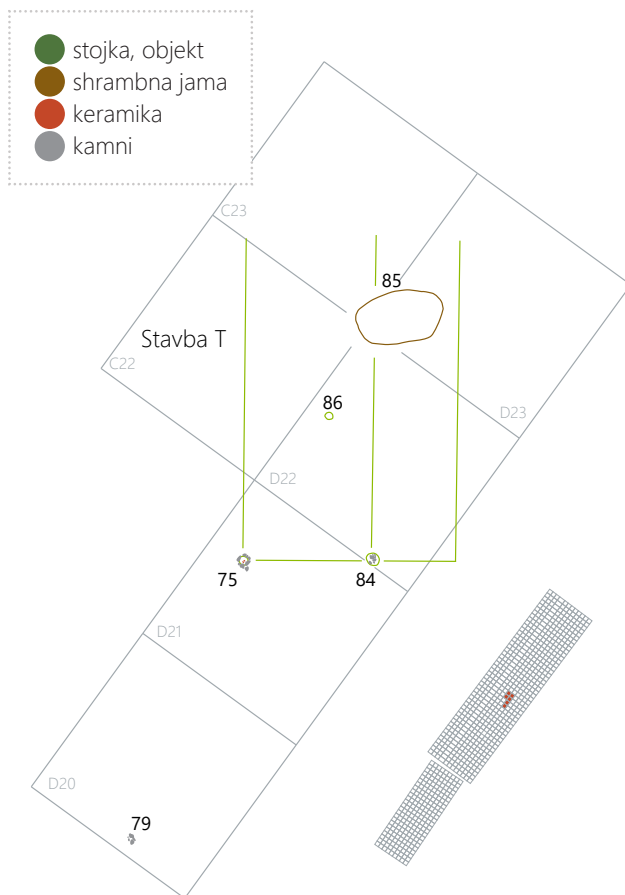 stojka, objekt
shrambna jama
keramika
kamni
C23
85
Stavba T
C22
86
D23
D22
75
84
D21
D20
79